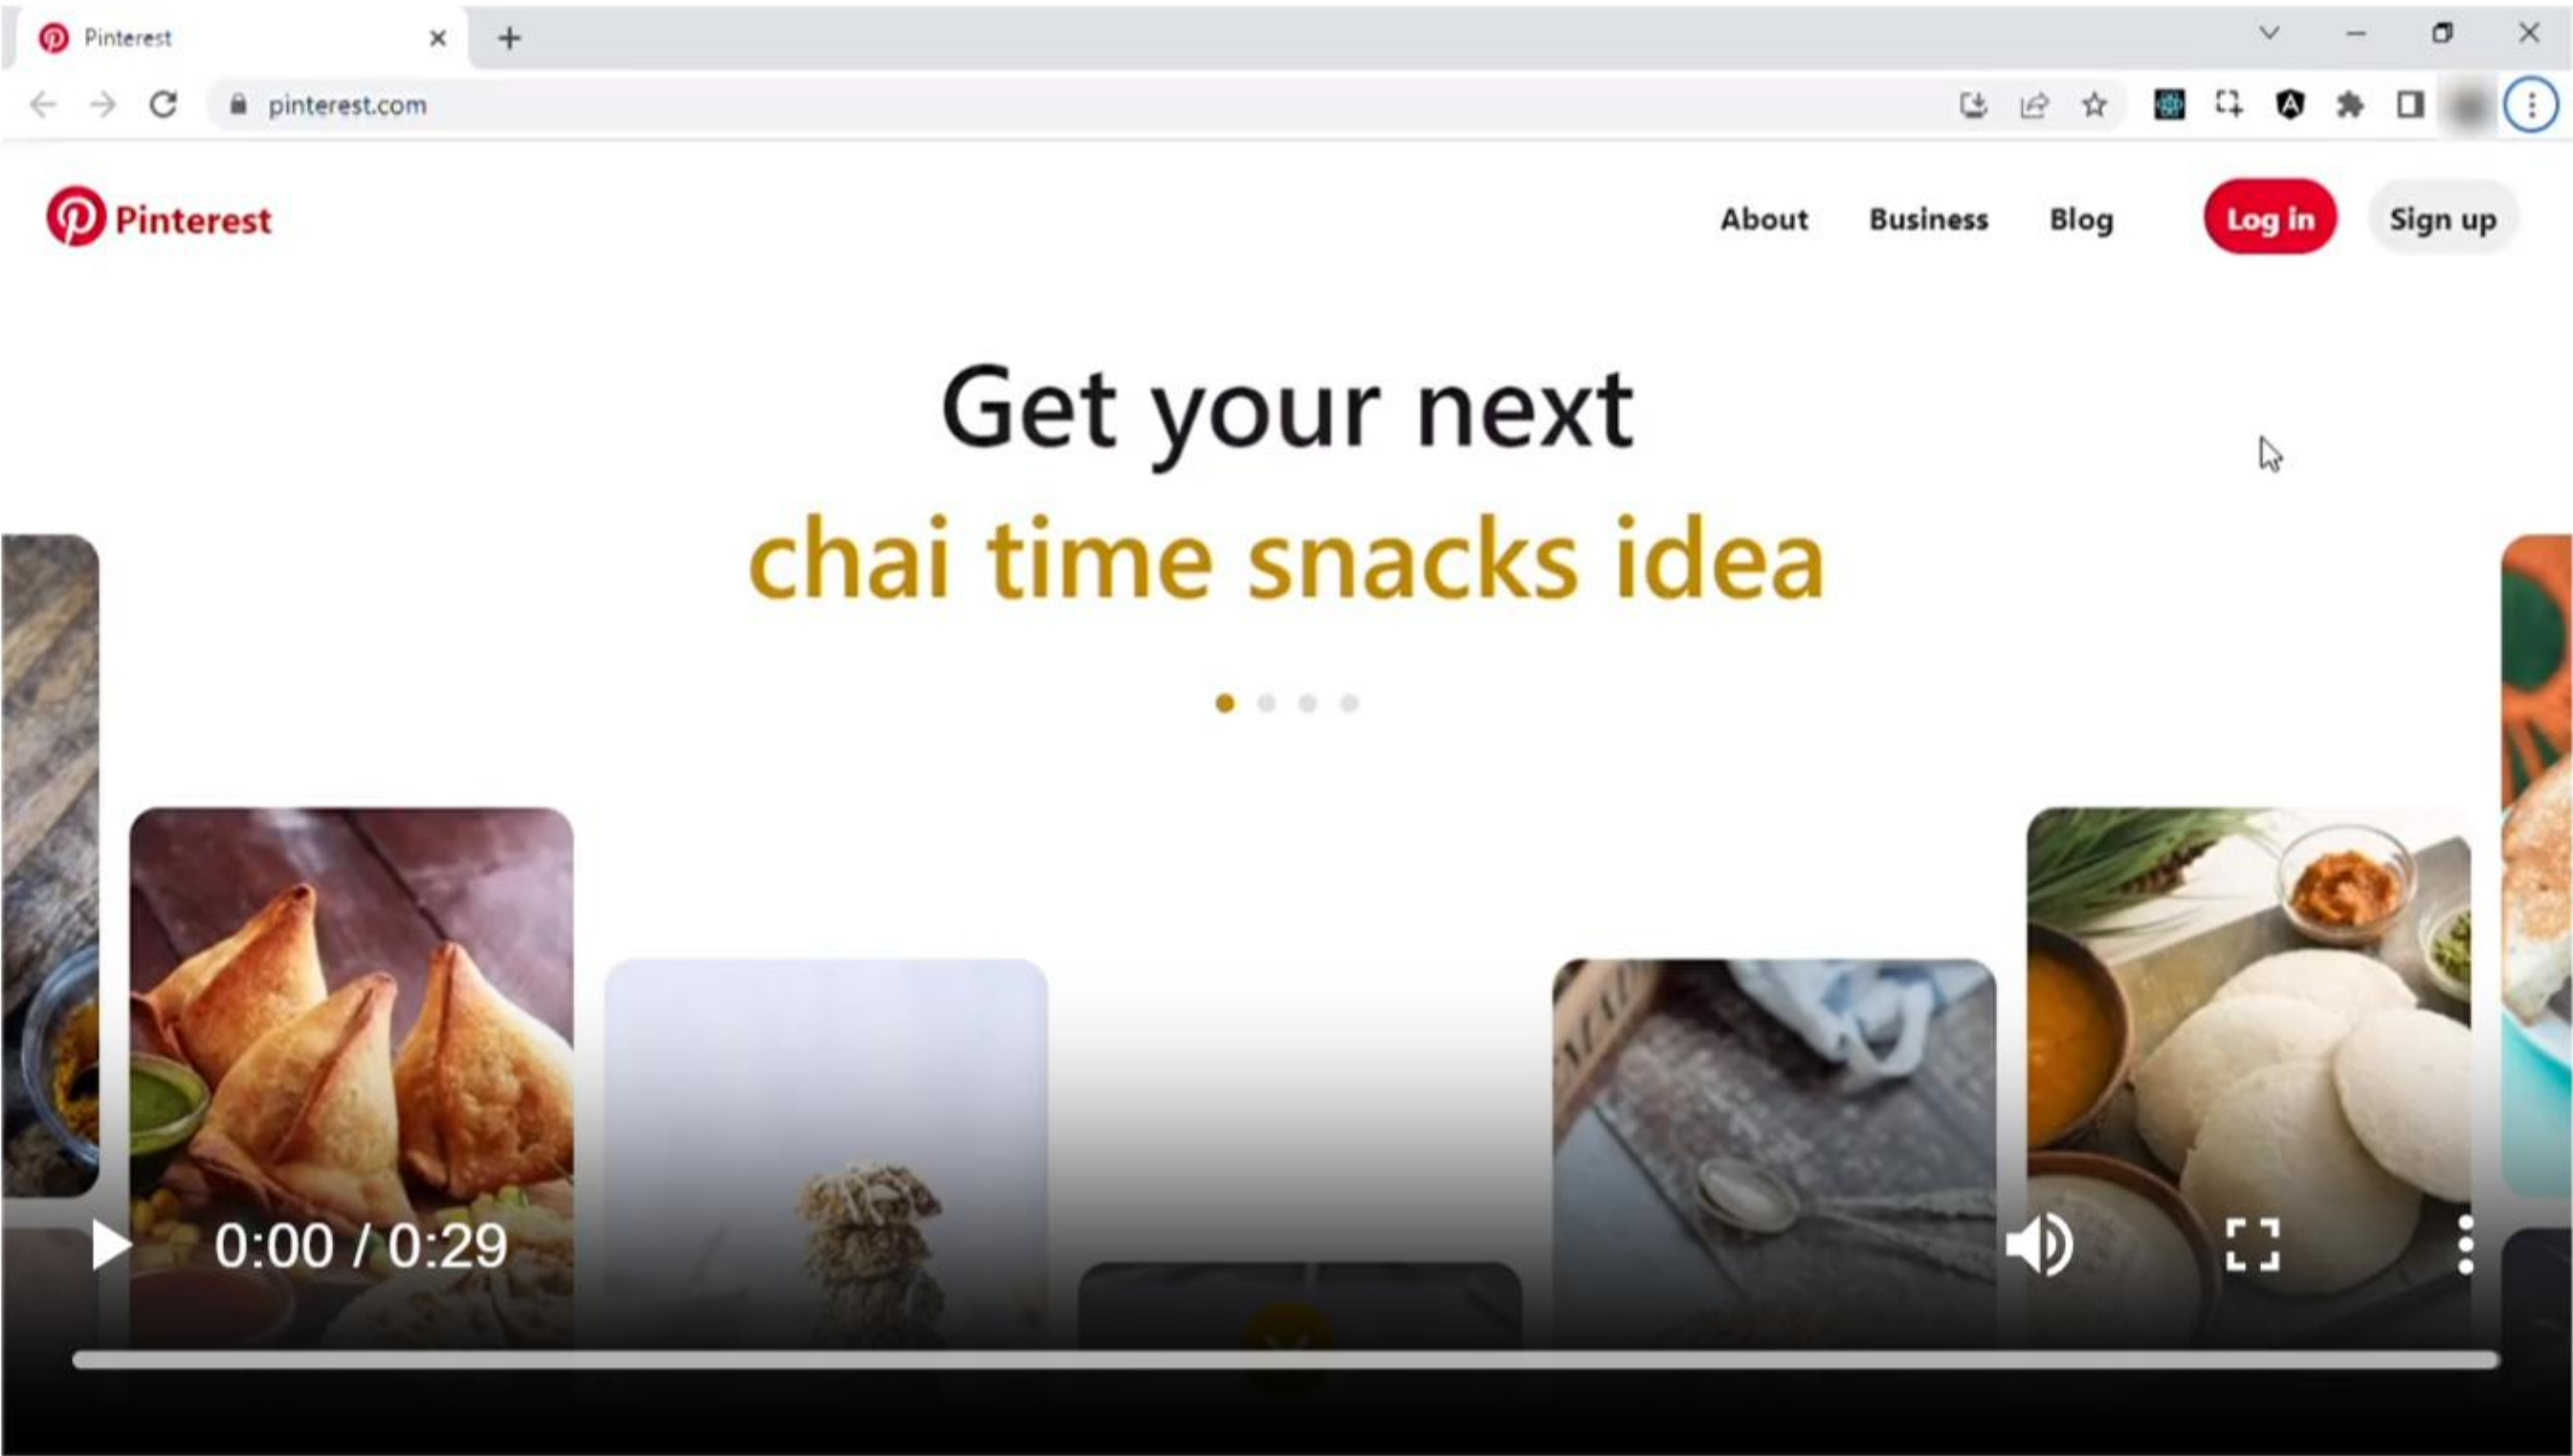 Pinterest
pinterest.com
Pinterest
About Business Blog Log in Sign up
Get your next
chai time snacks idea
0:00 / 0:29